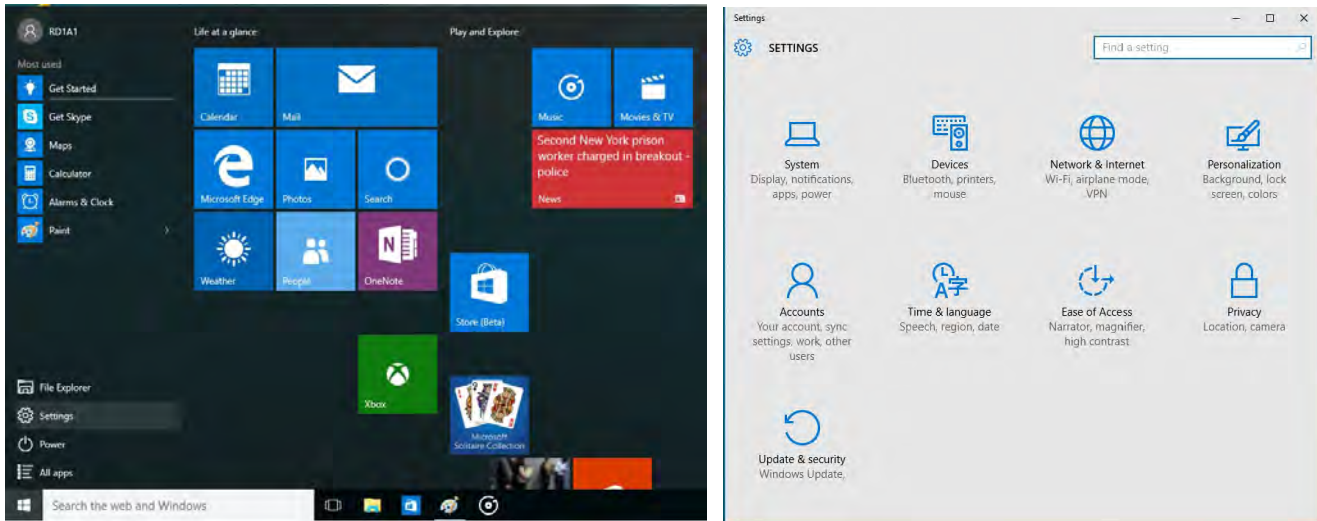 RD1A1
Life at a glance
Play and Explore
Most used
Get Started
Get Skype
Maps
Calculator
Alarms & Clock
Paint
Calendar
Mail
Music
Movies & TV
Microsoft Edge
Photos
Search
Second New York prison
worker charged in breakout -
police
News
Weather
People
OneNote
N
Store (Beta)
Xbox
Microsoft
Solitaire Collection
File Explorer
Settings
Power
All apps
Search the web and Windows
Settings
SETTINGS
Find a setting
System
Display, notifications,
apps, power
Devices
Bluetooth, printers,
mouse
Network & Internet
Wi-Fi, airplane mode,
VPN
Personalization
Background, lock
screen, colors
Accounts
Your account, sync
settings, work, other
users
A字
Time & language
Speech, region, date
Ease of Access
Narrator, magnifier,
high contrast
Privacy
Location, camera
Update & security
Windows Update,